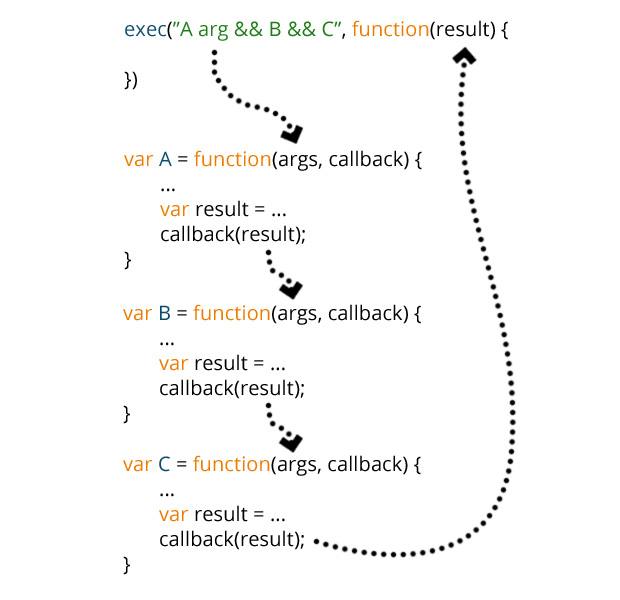 exec(”A arg && B && C”, function(result) {
})
var A = function(args, callback) {
...
var result = ...
callback(result);
}
var B = function(args, callback) {
...
var result = ...
callback(result);
}
var C = function(args, callback) {
...
var result = ...
callback(result);
}